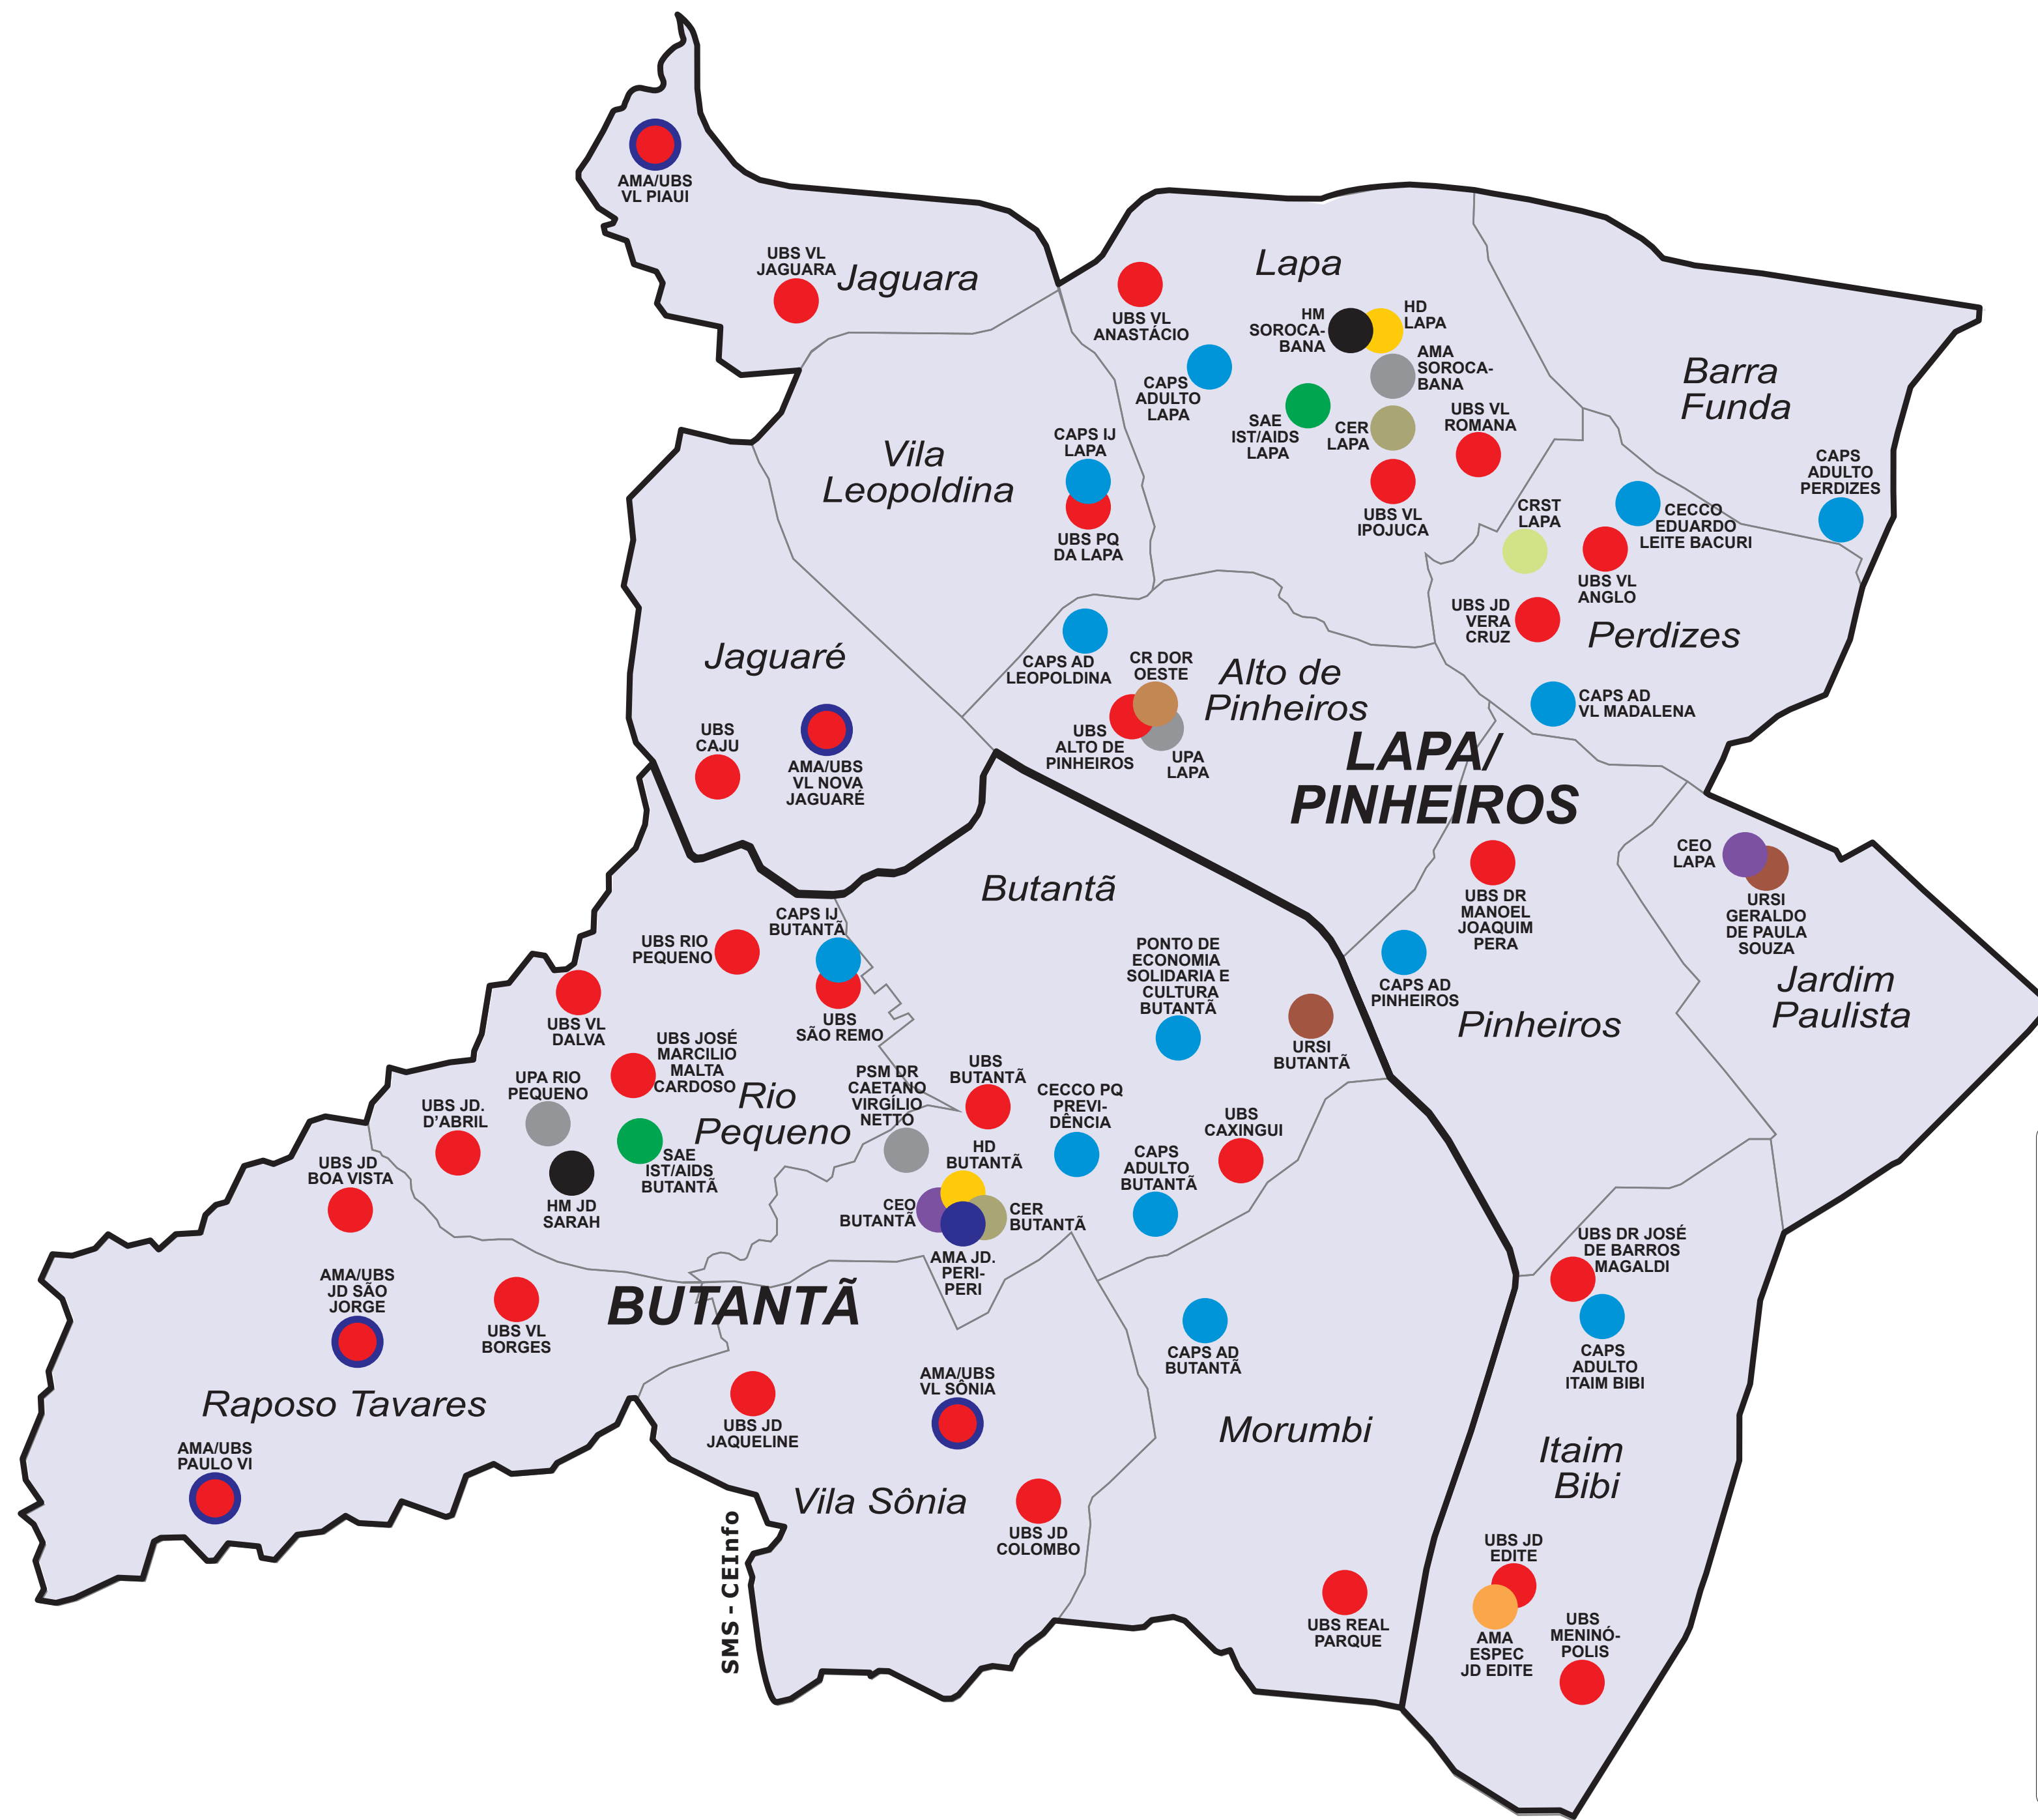 AMA/UBS
VL PIAUI
UBS VL
JAGUARA
Jaguara
Lapa
UBS VL
ANASTÁCIO
HM
SOROCA-
BANA
HD
LAPA
AMA
SOROCA-
BANA
CAPS
ADULTO
LAPA
SAE
IST/AIDS
LAPA
CER
LAPA
UBS VL
ROMANA
UBS VL
IPOJUCA
Barra
Funda
CAPS
ADULTO
PERDIZES
Vila
Leopoldina
CAPS IJ
LAPA
UBS PQ
DA LAPA
CRST
LAPA
CECCO
EDUARDO
LEITE BACURI
UBS VL
ANGLO
UBS JD
VERA
CRUZ
Perdizes
CAPS AD
VL MADALENA
Jaguaré
UBS
CAJU
AMA/UBS
VL NOVA
JAGUARÉ
CAPS AD
LEOPOLDINA
CR DOR
OESTE
Alto de
Pinheiros
UBS
ALTO DE
PINHEIROS
UPA
LAPA
LAPA/
PINHEIROS
CEO
LAPA
URSI
GERALDO
DE PAULA
SOUZA
UBS DR
MANOEL
JOAQUIM
PERA
CAPS AD
PINHEIROS
Pinheiros
Jardim
Paulista
Butantã
CAPS IJ
BUTANTÃ
UBS RIO
PEQUENO
UBS
SÃO REMO
PONTO DE
ECONOMIA
SOLIDARIA E
CULTURA
BUTANTÃ
URSI
BUTANTÃ
UBS VL
DALVA
UBS JOSÉ
MARCILIO
MALTA
CARDOSO
UPA RIO
PEQUENO
Rio
Pequeno
PSM DR
CAETANO
VIRGÍLIO
NETTO
UBS
BUTANTÃ
CECCO PQ
PREVI-
DÊNCIA
UBS
CAXINGUI
UBS JD.
D’ABRIL
HD
BUTANTÃ
CAPS
ADULTO
BUTANTÃ
UBS JD
BOA VISTA
SAE
IST/AIDS
BUTANTÃ
HM JD
SARAH
CEO
BUTANTÃ
CER
BUTANTÃ
AMA JD.
PERI-
PERI
UBS DR JOSÉ
DE BARROS
MAGALDI
CAPS
ADULTO
ITAIM BIBI
AMA/UBS
JD SÃO
JORGE
UBS VL
BORGES
BUTANTÃ
CAPS AD
BUTANTÃ
AMA/UBS
VL SÔNIA
UBS JD
JAQUELINE
Raposo Tavares
Morumbi
AMA/UBS
PAULO VI
Itaim
Bibi
Vila Sônia
UBS JD
COLOMBO
SMS - CEInfo
UBS JD
EDITE
UBS REAL
PARQUE
AMA
ESPEC
JD EDITE
UBS
MENINÓ-
POLIS